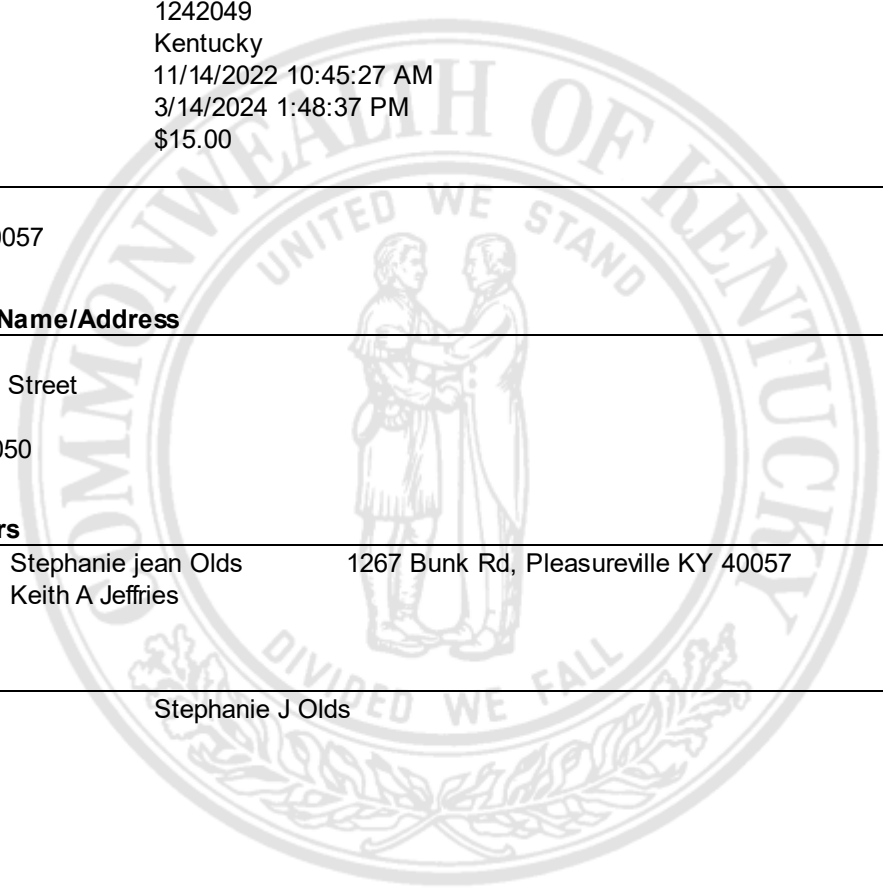 1242049
Kentucky
11/14/2022 10:45:27 AM
3/14/2024 1:48:37 PM
$15.00
0057
Name/Address
Street
050
rs
Stephanie jean Olds 1267 Bunk Rd, Pleasureville KY 40057
Keith A Jeffries
Stephanie J Olds
COMMONWEALTH OF KENTUCKY
UNITED WE STAND
DIVIDED WE FALL